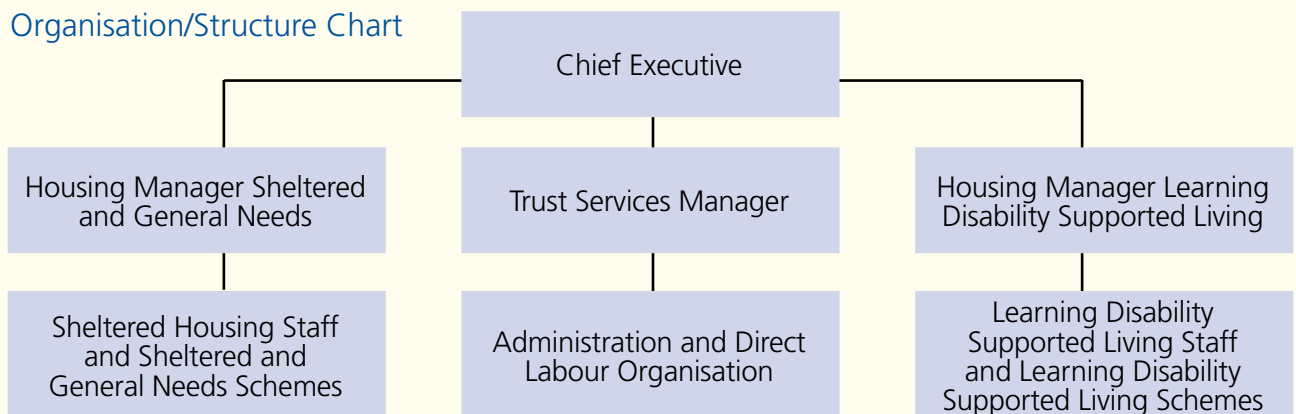 Organisation/Structure Chart
Chief Executive
Housing Manager Sheltered
and General Needs
Trust Services Manager
Housing Manager Learning
Disability Supported Living
Sheltered Housing Staff
and Sheltered and
General Needs Schemes
Administration and Direct
Labour Organisation
Learning Disability
Supported Living Staff
and Learning Disability
Supported Living Schemes